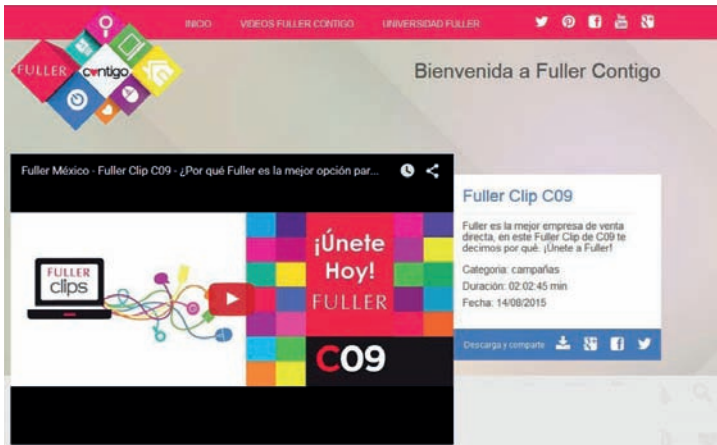 INICO VIDEOS FULLER CONTIGO UNIVERSIDAD FULLER
FULLER contigo
Bienvenida a Fuller Contigo
Fuller México - Fuller Clip C09 - ¿Por qué Fuller es la mejor opción par...
FULLER
clips
¡Únete
Hoy!
FULLER
C09
Fuller Clip C09
Fuller es la mejor empresa de venta
directa, en este Fuller Clip de C09 te
decimos por qué. ¡Únete a Fuller!
Categoria: campañas
Duración: 02:02:45 min
Fecha: 14/08/2015
Descarga y comparte